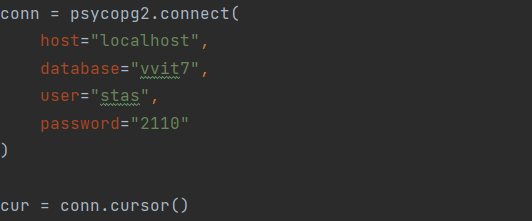 conn = psycopg2.connect(
    host="localhost",
    database="vvit7",
    user="stas",
    password="2110"
)
cur = conn.cursor()